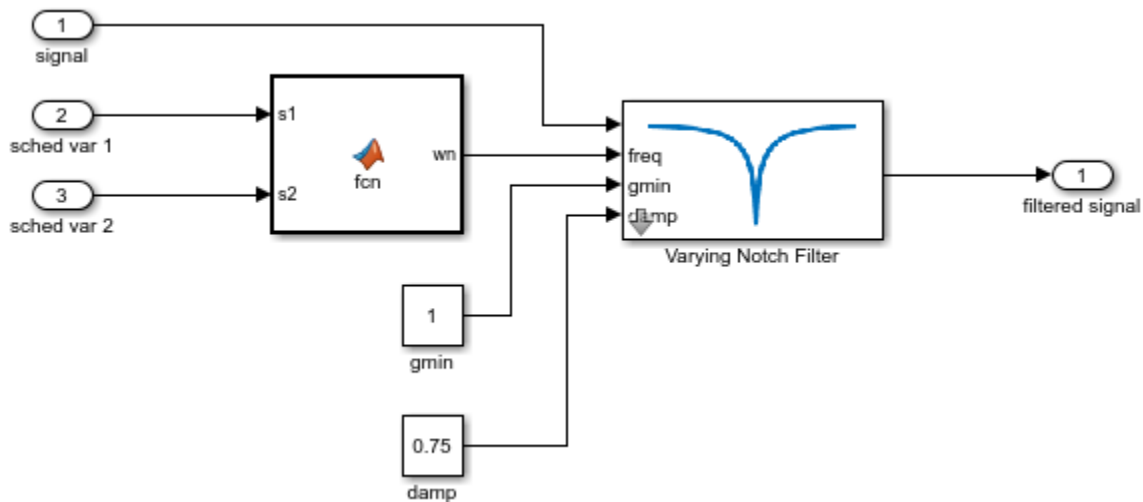 1
signal
2
sched var 1
3
sched var 2
s1
s2
fcn
wn
1
gmin
0.75
damp
freq
gmin
damp
Varying Notch Filter
1
filtered signal